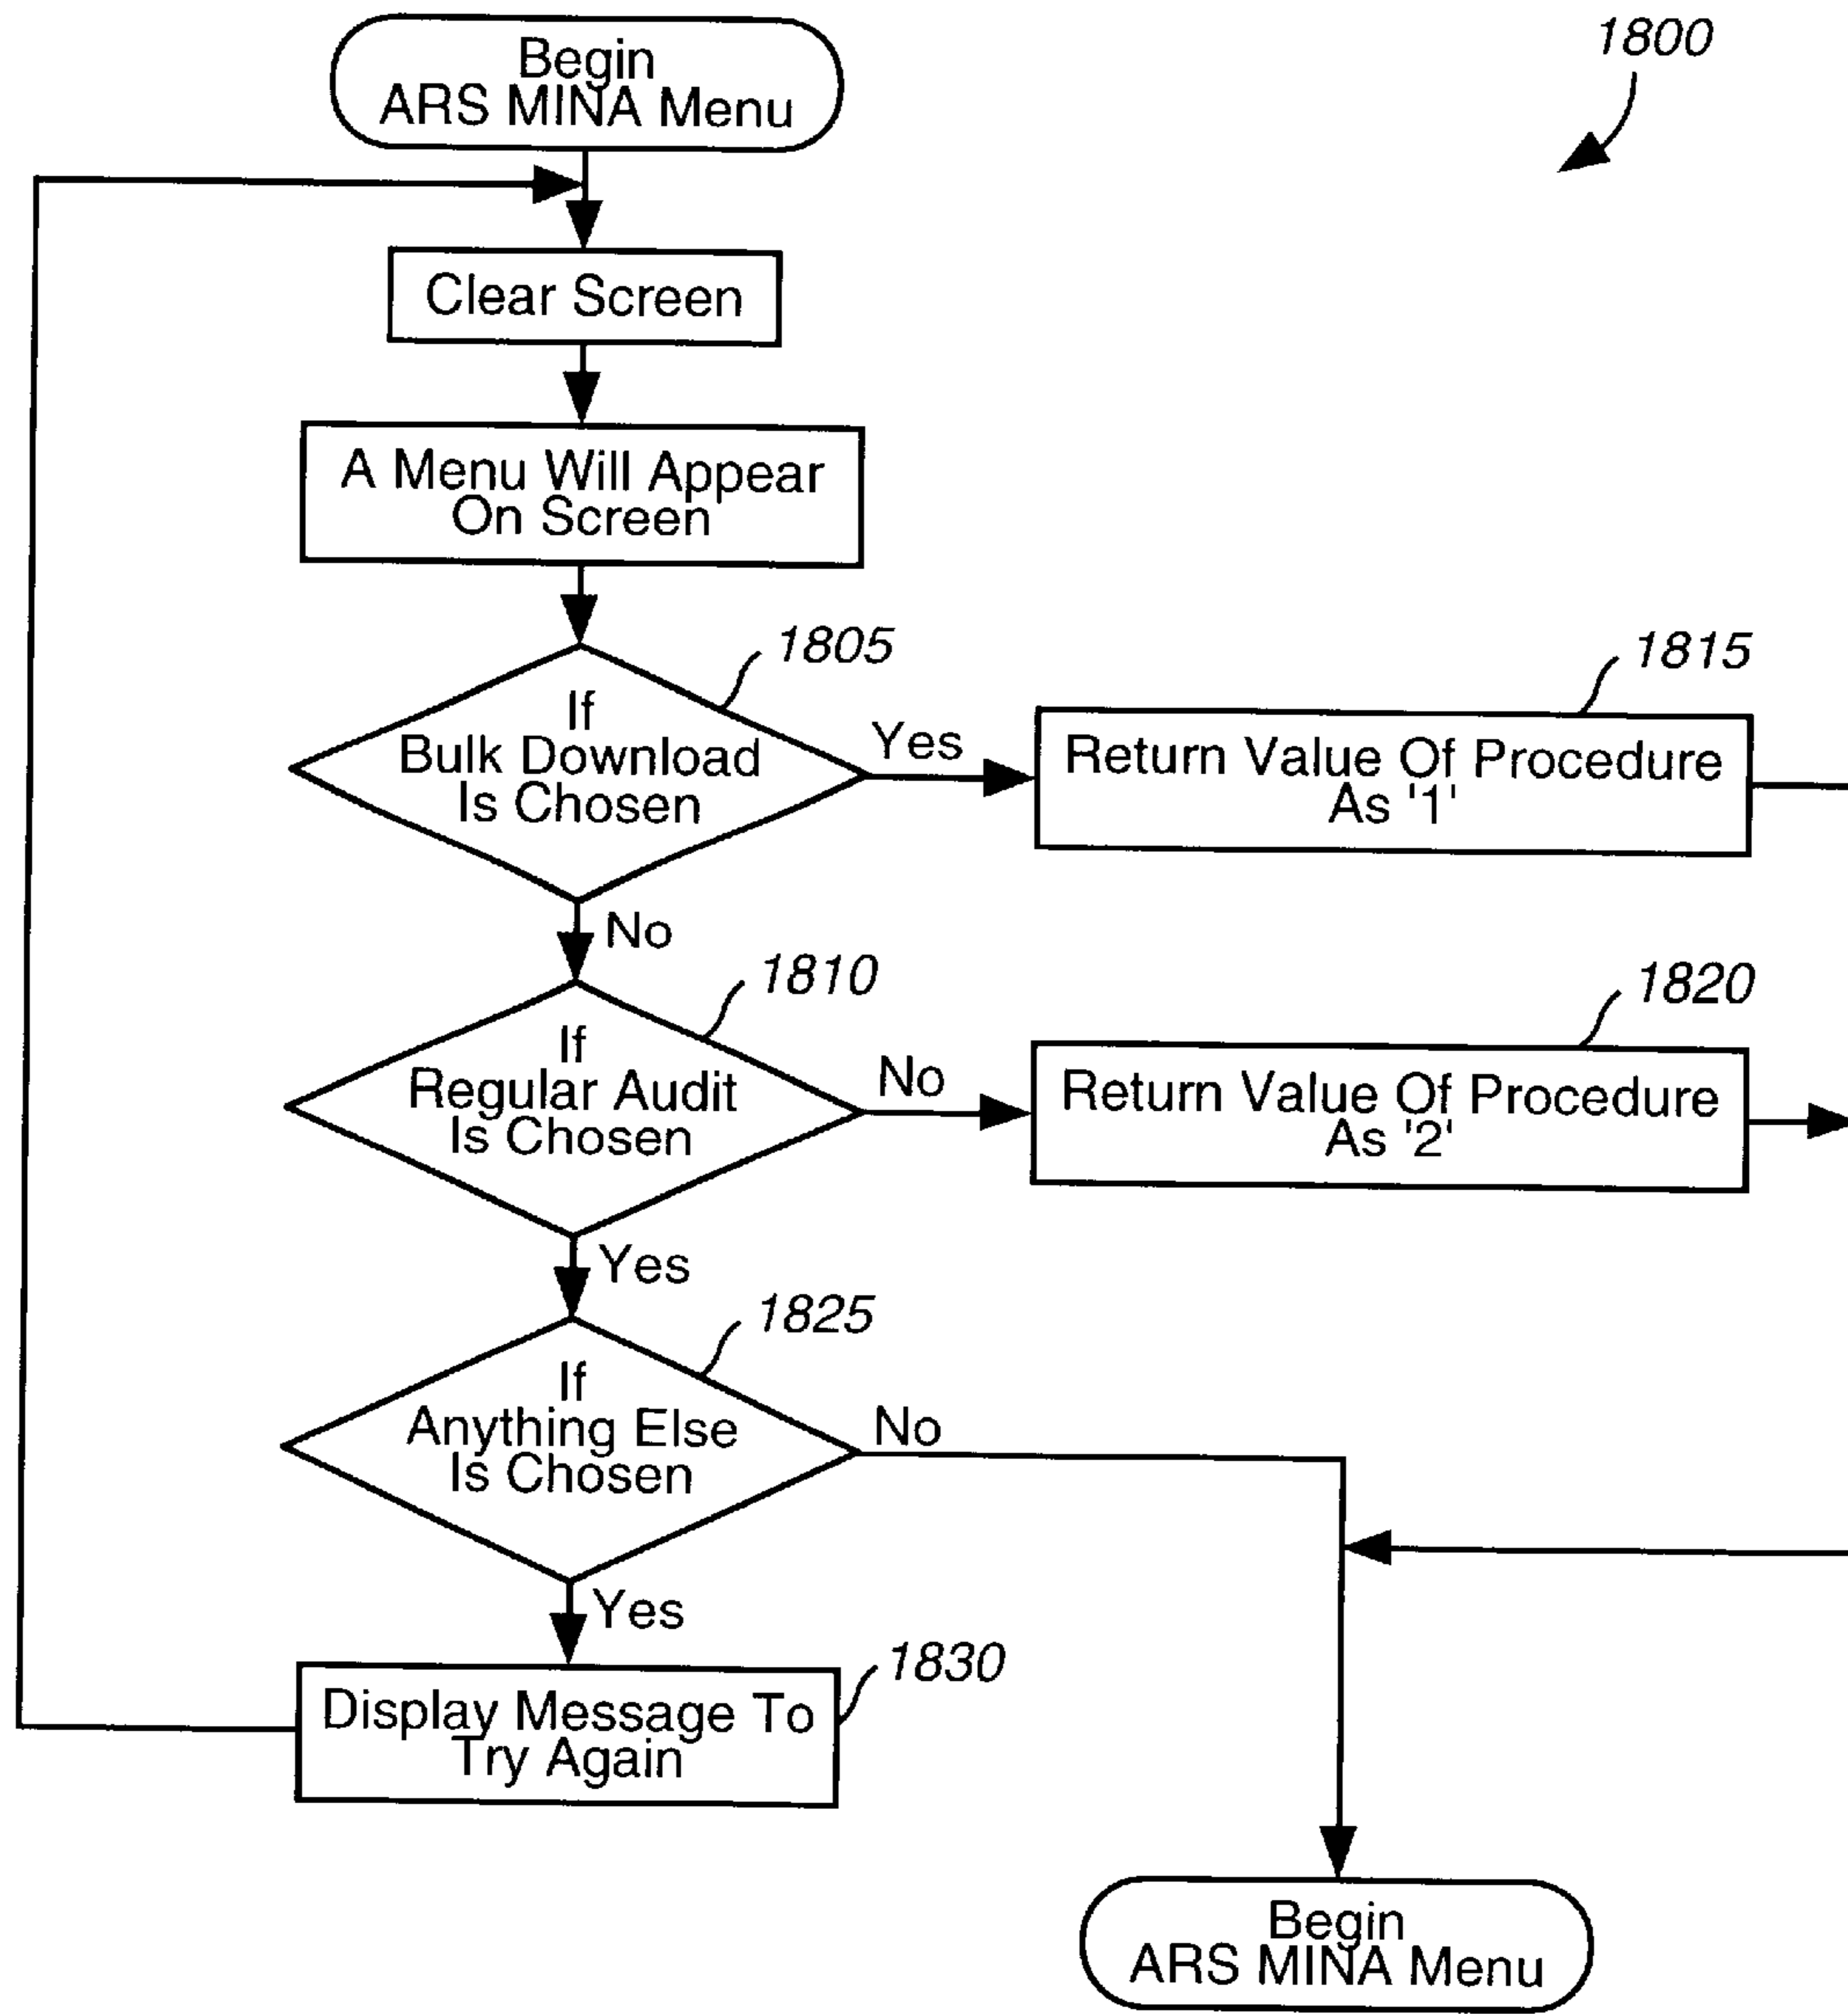 Begin
ARS MINA Menu
1800
Clear Screen
A Menu Will Appear
On Screen
1805
If
Bulk Download
Is Chosen
Yes
1815
Return Value Of Procedure
As '1'
No
1810
If
Regular Audit
Is Chosen
No
1820
Return Value Of Procedure
As '2'
Yes
1825
If
Anything Else
Is Chosen
No
Yes
1830
Display Message To
Try Again
Begin
ARS MINA Menu